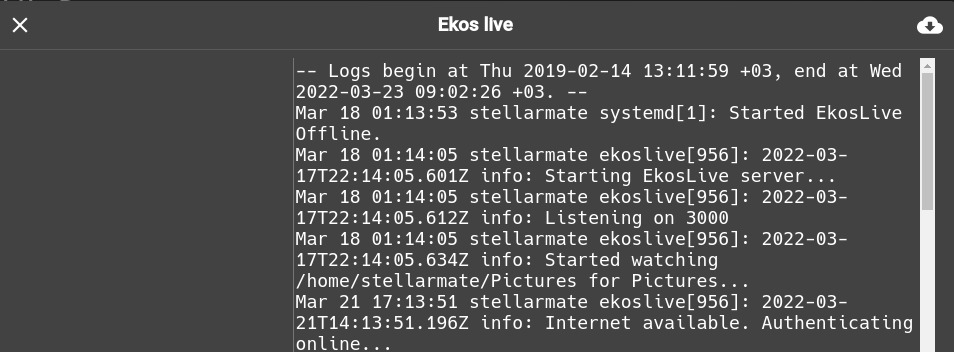 Ekos live
-- Logs begin at Thu 2019-02-14 13:11:59 +03, end at Wed
2022-03-23 09:02:26 +03. --
Mar 18 01:13:53 stellarmate systemd[1]: Started EkosLive
Offline.
Mar 18 01:14:05 stellarmate ekoslive[956]: 2022-03-
17T22:14:05.601Z info: Starting EkosLive server...
Mar 18 01:14:05 stellarmate ekoslive[956]: 2022-03-
17T22:14:05.612Z info: Listening on 3000
Mar 18 01:14:05 stellarmate ekoslive[956]: 2022-03-
17T22:14:05.634Z info: Started watching
/home/stellarmate/Pictures for Pictures...
Mar 21 17:13:51 stellarmate ekoslive[956]: 2022-03-
21T14:13:51.196Z info: Internet available. Authenticating
online...